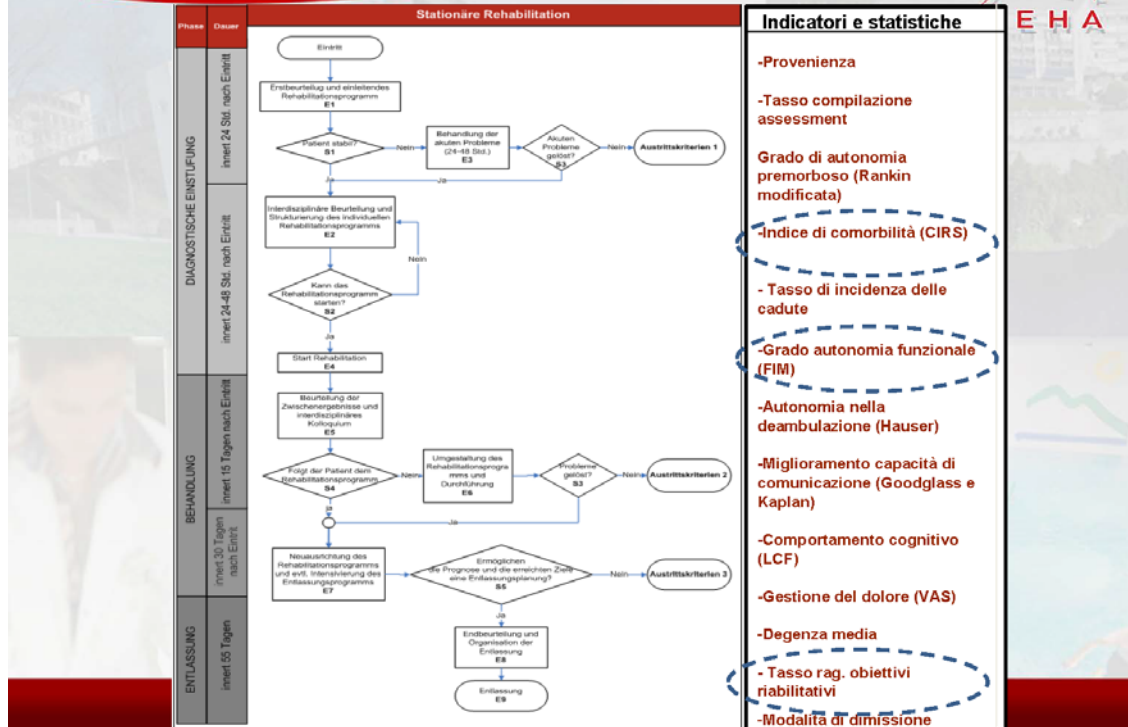 Phase
Dauer
Stationäre Rehabilitation
DIAGNOSTISCHE EINSTUFUNG
innert 24 Std. nach Eintritt
innert 24-48 Std. nach Eintritt
BEHANDLUNG
innert 15 Tagen nach Eintritt
innert 30 Tagen
nach Eintrit
ENTLASSUNG
innert 55 Tagen
Eintritt
Erstbeurteilug und einleitendes
Rehabilitationsprogramm
E1
Patient stabil?
S1
Nein
Behandlung der
akuten Probleme
(24-48 Std.)
E3
Akuten
Probleme
gelöst?
S3
Nein
Austrittskriterien 1
Ja
Ja
Interdisziplinäre Beurteilung und
Strukturierung des individuellen
Rehabilitationsprogramms
E2
Nein
Kann das
Rehabilitationsprogramm
starten?
S2
Ja
Start Rehabilitation
E4
Beurteilung der
Zwischenergebnisse und
interdisziplinäres
Kolloquium
E5
Folgt der Patient dem
Rehabilitationsprogramm
S4
Nein
Umgestaltung des
Rehabilitationsprogra
mms und
Durchführung
E6
Probleme
gelöst?
S3
Nein
Austrittskriterien 2
ja
Ja
Neuausrichtung des
Rehabilitationsprogramms
und evtl. Intensivierung des
Entlassungsprogramms
E7
Ermöglichen
die Prognose und die erreichten Ziele
eine Entlassungsplanung?
S5
Nein
Austrittskriterien 3
Ja
Endbeurteilung und
Organisation der
Entlassung
E8
Entlassung
E9
Indicatori e statistiche
-Provenienza
-Tasso compilazione
assessment
Grado di autonomia
premorboso (Rankin
modificata)
-Indice di comorbilità (CIRS)
- Tasso di incidenza delle
cadute
-Grado autonomia funzionale
(FIM)
-Autonomia nella
deambulazione (Hauser)
-Miglioramento capacità di
comunicazione (Goodglass e
Kaplan)
-Comportamento cognitivo
(LCF)
-Gestione del dolore (VAS)
-Degenza media
- Tasso rag. obiettivi
riabilitativi
-Modalità di dimissione
EHA